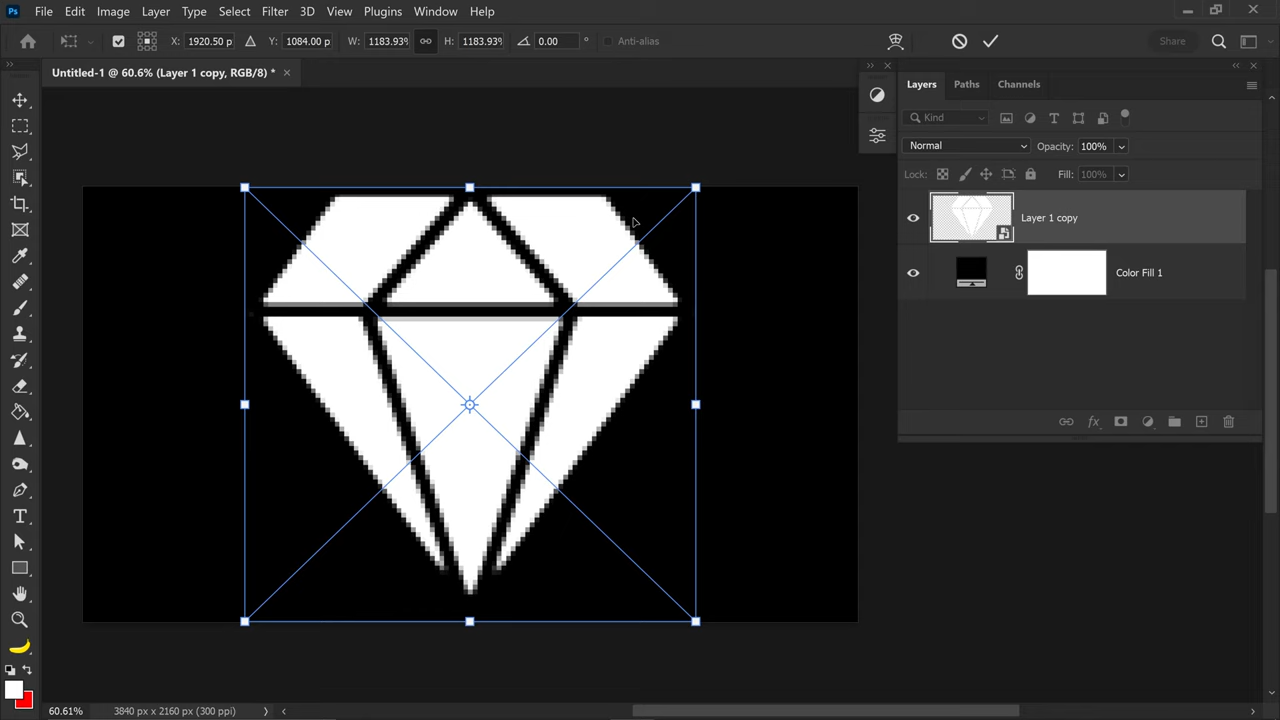 Ps File Edit Image Layer Type Select Filter 3D View Plugins Window Help
X: 1920.50 p Y: 1084.00 p W: 1183.93% H: 1183.93% 0.00 ° Anti-alias Share
Untitled-1 @ 60.6% (Layer 1 copy, RGB/8) * ×
Layers Paths Channels
Kind
Normal Opacity: 100%
Lock: Fill: 100%
Layer 1 copy
Color Fill 1
60.61% 3840 px x 2160 px (300 ppi)